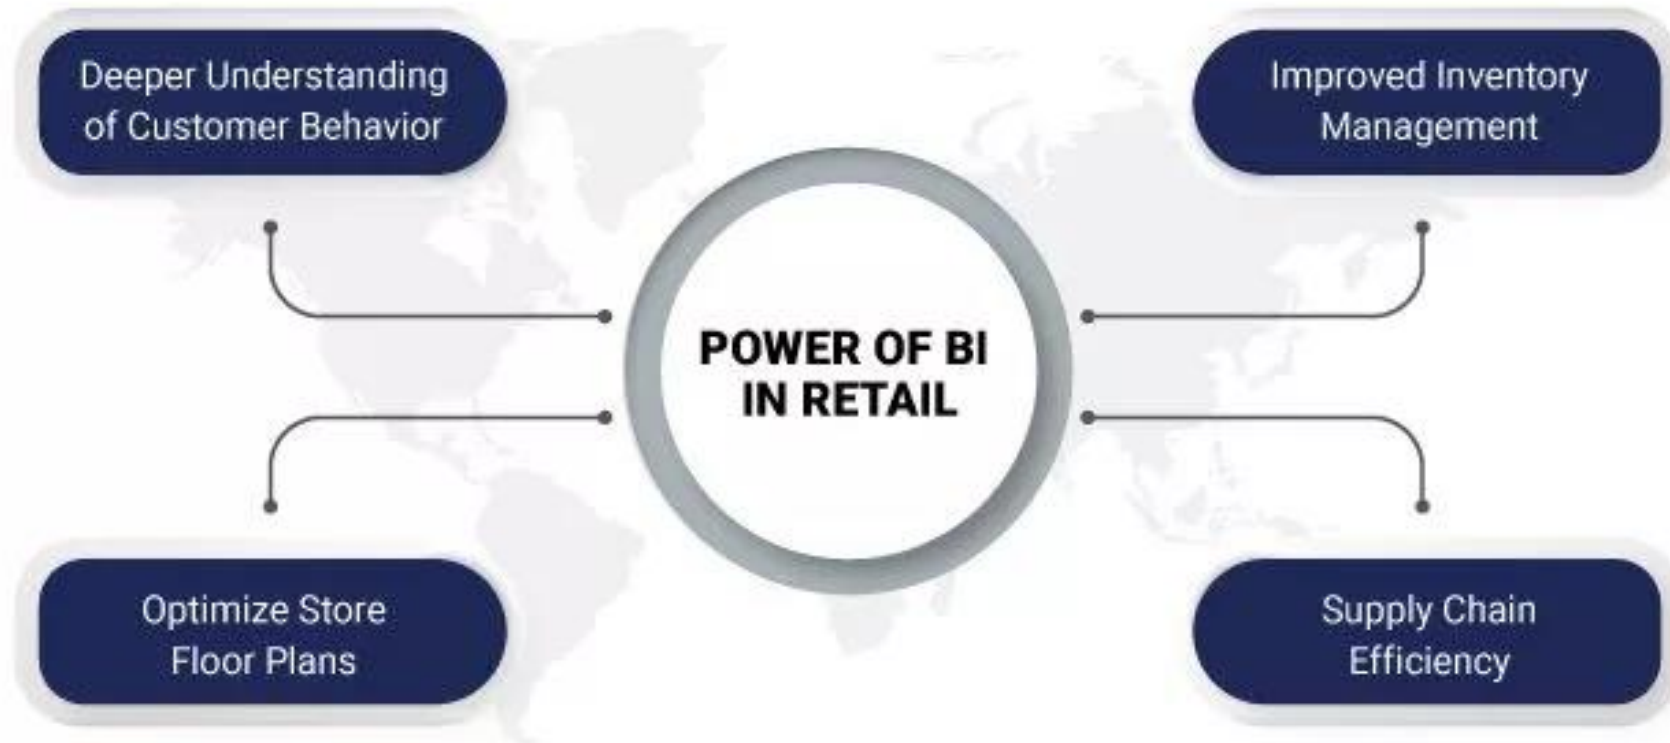 Deeper Understanding
of Customer Behavior
Improved Inventory
Management
POWER OF BI
IN RETAIL
Optimize Store
Floor Plans
Supply Chain
Efficiency